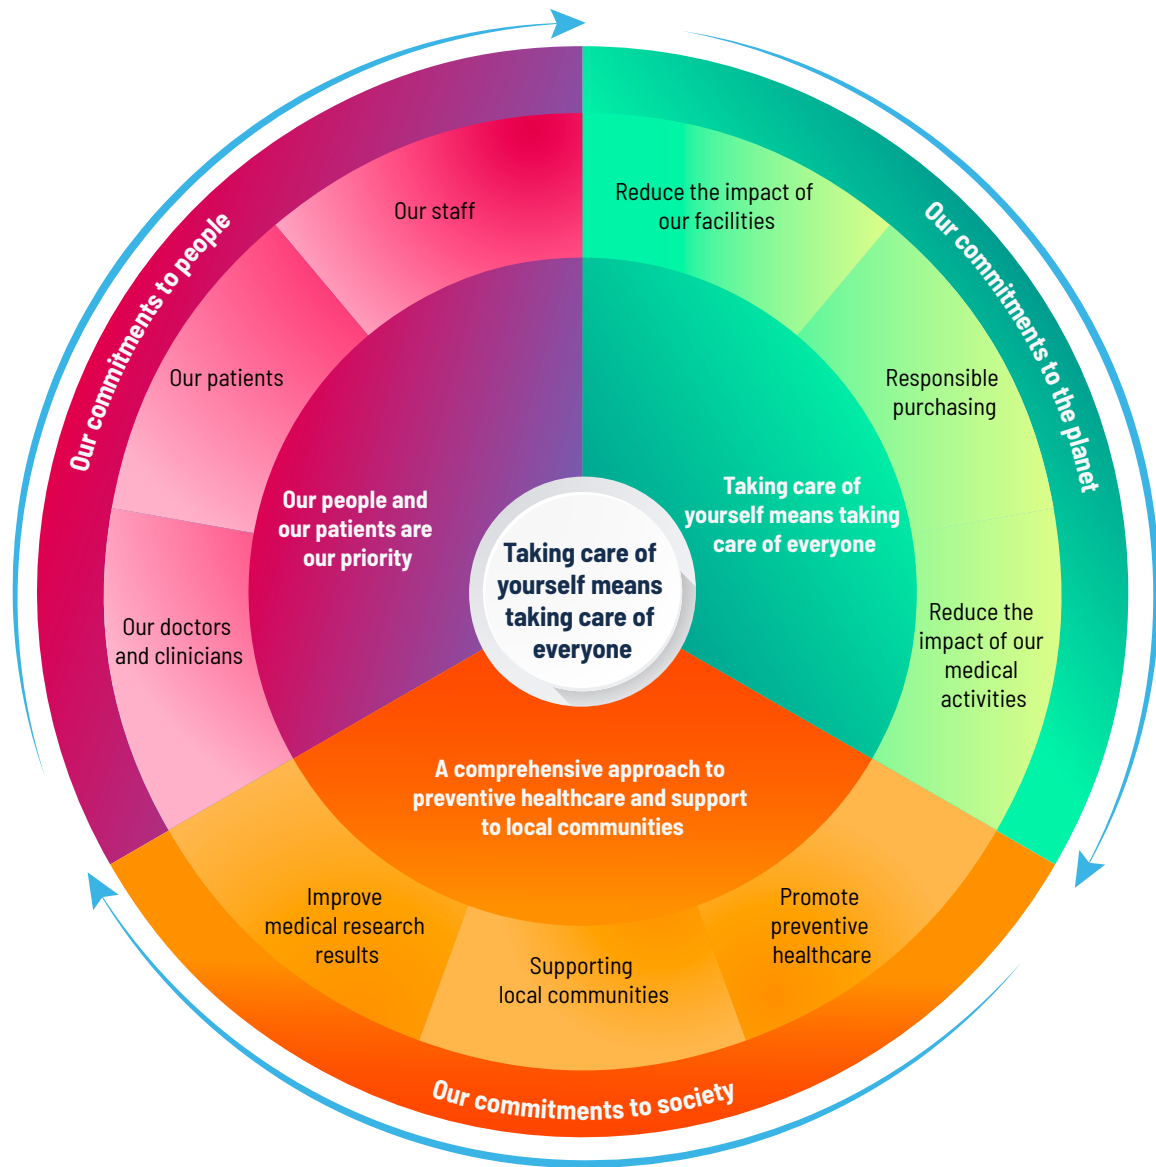 Our commitments to people
Our staff
Our patients
Our doctors
and clinicians
Our people and
our patients are
our priority
Our commitments to the planet
Reduce the impact of
our facilities
Responsible
purchasing
Reduce the
impact of our
medical
activities
Taking care of
yourself means taking
care of everyone
Taking care of
yourself means
taking care of
everyone
A comprehensive approach to
preventive healthcare and support
to local communities
Improve
medical research
results
Supporting
local communities
Promote
preventive
healthcare
Our commitments to society